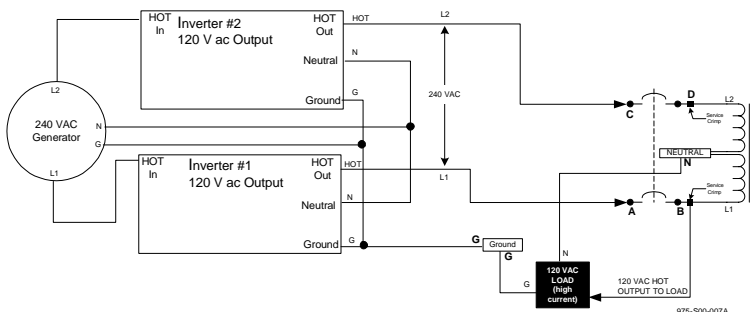 HOT
In
Inverter #2
120 V ac Output
HOT
Out
HOT
L2
Neutral
N
Ground
G
L2
240 VAC
Generator
N
G
L1
240 VAC
C
D
Service
Crimp
L2
NEUTRAL
N
HOT
In
Inverter #1
120 V ac Output
HOT
Out
HOT
L1
Neutral
N
Ground
G
A
B
Service
Crimp
L1
G
Ground
G
N
G
120 VAC
LOAD
(high
current)
120 VAC HOT
OUTPUT TO LOAD
975-S00-007A